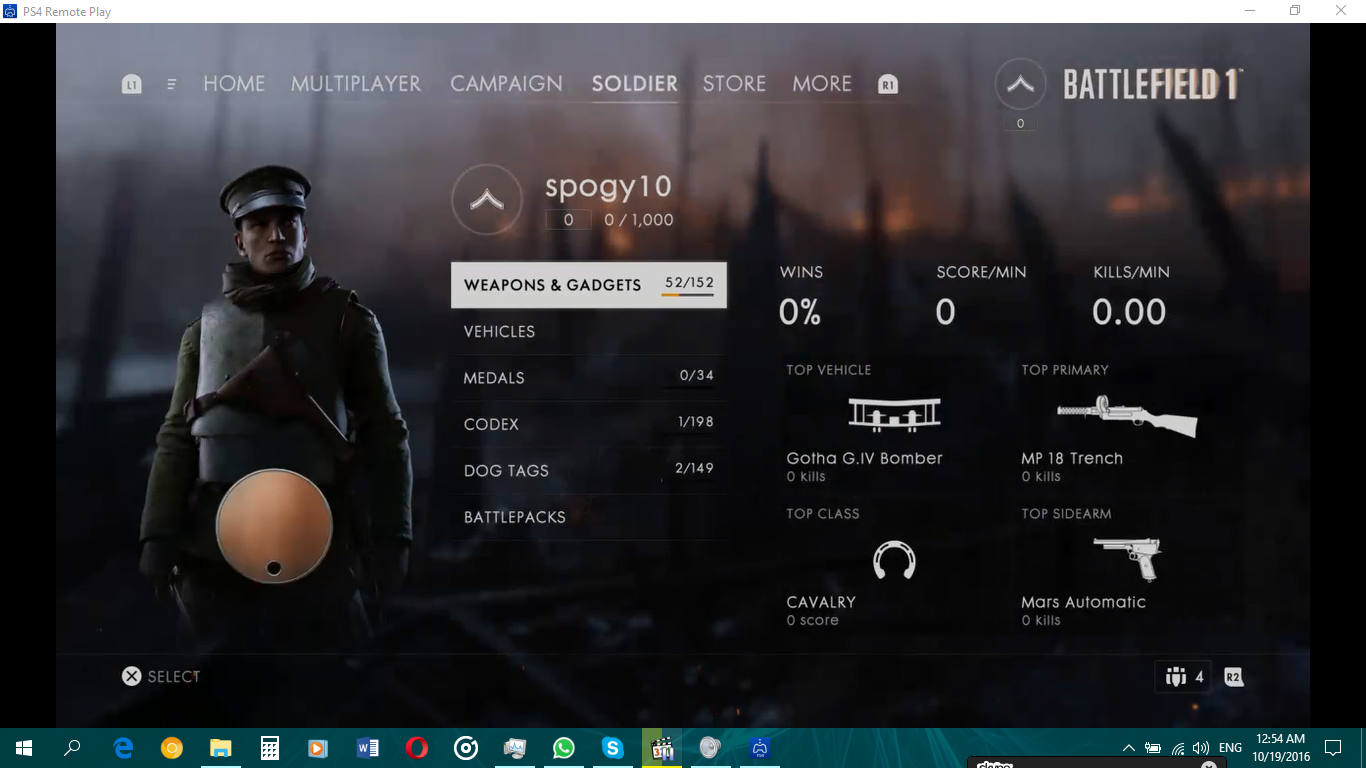 PS4 Remote Play
L1 HOME MULTIPLAYER CAMPAIGN SOLDIER STORE MORE R1 BATTLEFIELD 1™
0
spogy10
0 0 / 1,000
WEAPONS & GADGETS 52/152
VEHICLES
MEDALS 0/34
CODEX 1/198
DOG TAGS 2/149
BATTLEPACKS
WINS SCORE/MIN KILLS/MIN
0% 0 0.00
TOP VEHICLE TOP PRIMARY
Gotha G.IV Bomber MP 18 Trench
0 kills 0 kills
TOP CLASS TOP SIDEARM
CAVALRY Mars Automatic
0 score 0 kills
SELECT 4 R2
ENG 12:54 AM
10/19/2016